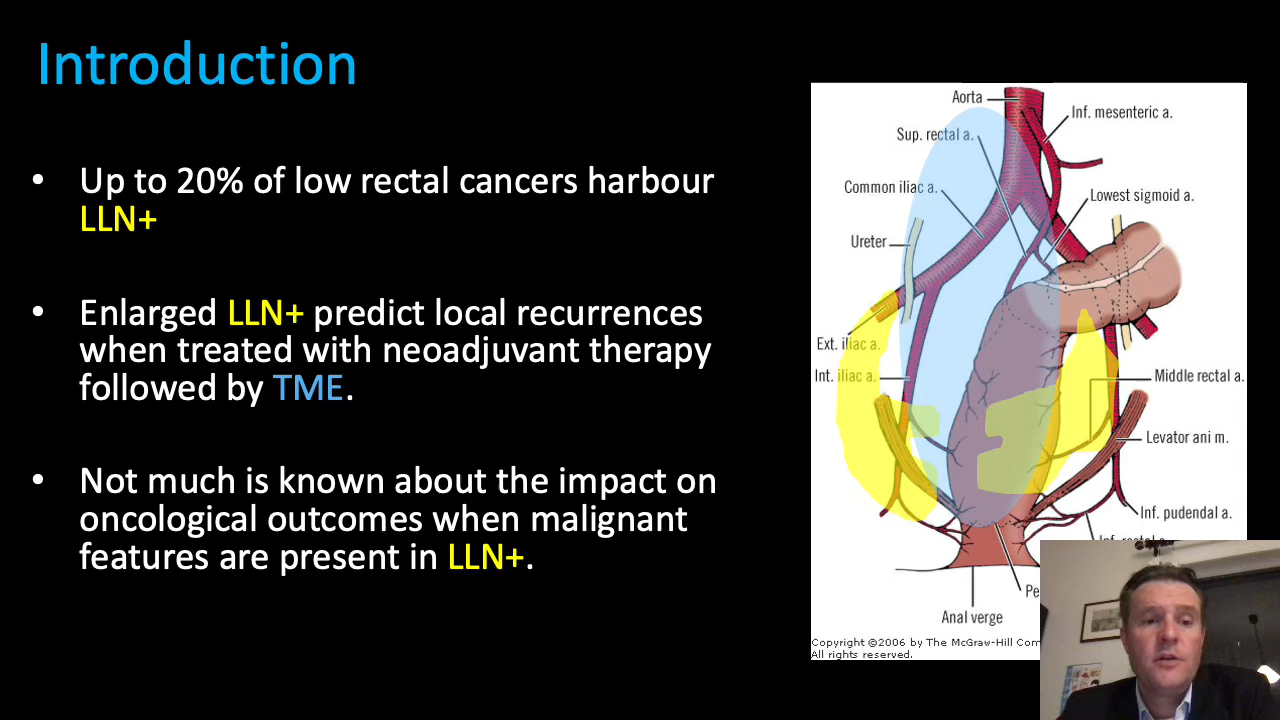 Introduction
• Up to 20% of low rectal cancers harbour
LLN+
• Enlarged LLN+ predict local recurrences
when treated with neoadjuvant therapy
followed by TME.
• Not much is known about the impact on
oncological outcomes when malignant
features are present in LLN+.
Aorta
Inf. mesenteric a.
Sup. rectal a.
Common iliac a.
Lowest sigmoid a.
Ureter
Ext. iliac a.
Int. iliac a.
Middle rectal a.
Levator ani m.
Inf. pudendal a.
Anal verge
Copyright ©2006 by The McGraw-Hill
All rights reserved.